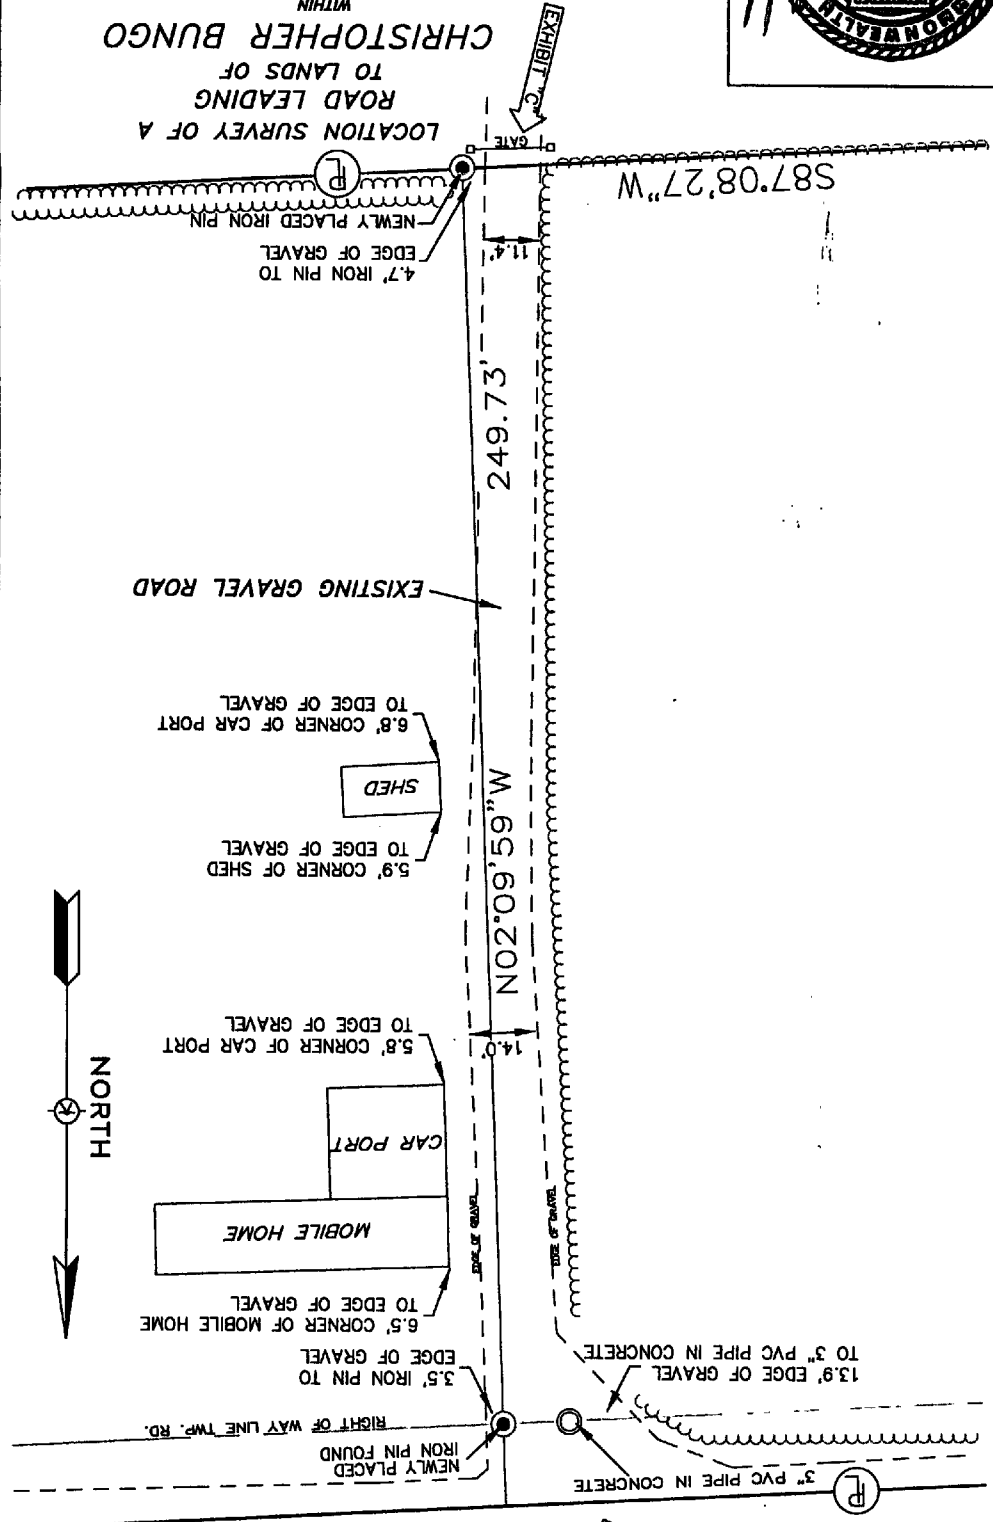 3" PVC PIPE IN CONCRETE
NEWLY PLACED
IRON PIN FOUND
RIGHT OF WAY LINE TWP. RD.
13.9' EDGE OF GRAVEL
TO 3" PVC PIPE IN CONCRETE
3.5' IRON PIN TO
EDGE OF GRAVEL
6.5' CORNER OF MOBILE HOME
TO EDGE OF GRAVEL
EDGE OF GRAVEL
EDGE OF GRAVEL
MOBILE HOME
CAR PORT
NORTH
14.0'
5.8' CORNER OF CAR PORT
TO EDGE OF GRAVEL
N02°09'59"W
5.9' CORNER OF SHED
TO EDGE OF GRAVEL
SHED
6.8' CORNER OF CAR PORT
TO EDGE OF GRAVEL
EXISTING GRAVEL ROAD
249.73'
4.7' IRON PIN TO
EDGE OF GRAVEL
11.4'
NEWLY PLACED IRON PIN
S87°08'27"W
PL
PL
GATE
EXHIBIT "C"
LOCATION SURVEY OF A
ROAD LEADING
TO LANDS OF
CHRISTOPHER BUNGO
WITHIN